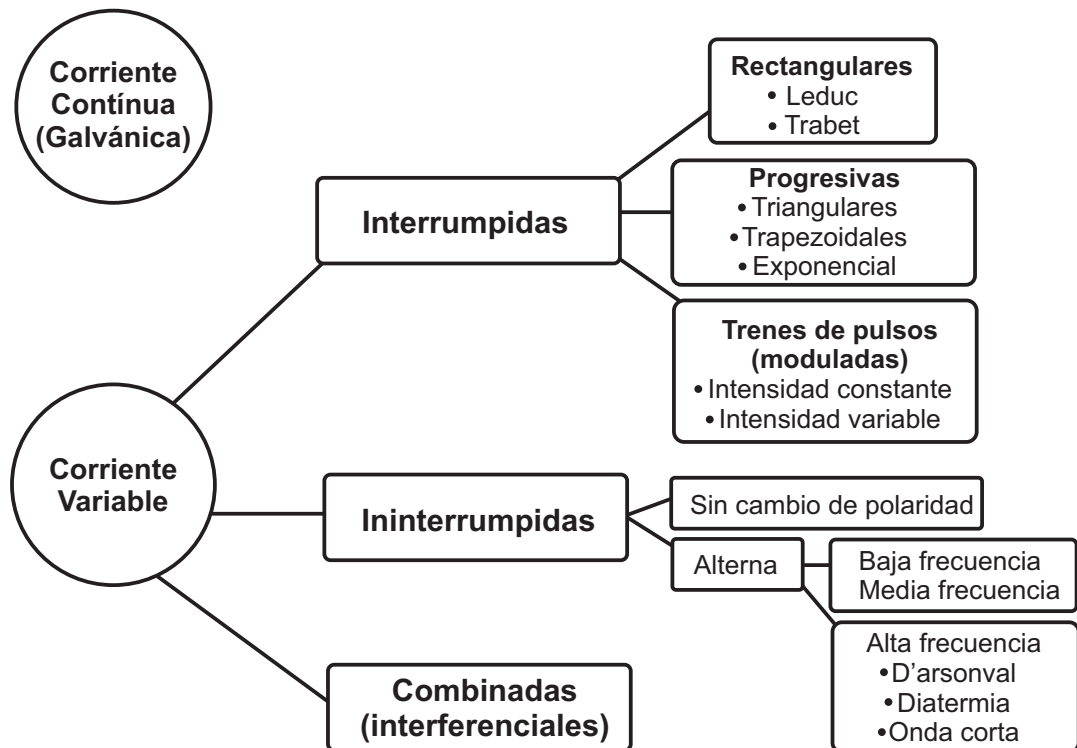 Corriente
Contínua
(Galvánica)
Corriente
Variable
Interrumpidas
Rectangulares
• Leduc
• Trabet
Progresivas
• Triangulares
• Trapezoidales
• Exponencial
Trenes de pulsos
(moduladas)
• Intensidad constante
• Intensidad variable
Ininterrumpidas
Sin cambio de polaridad
Alterna
Baja frecuencia
Media frecuencia
Alta frecuencia
• D’arsonval
• Diatermia
• Onda corta
Combinadas
(interferenciales)